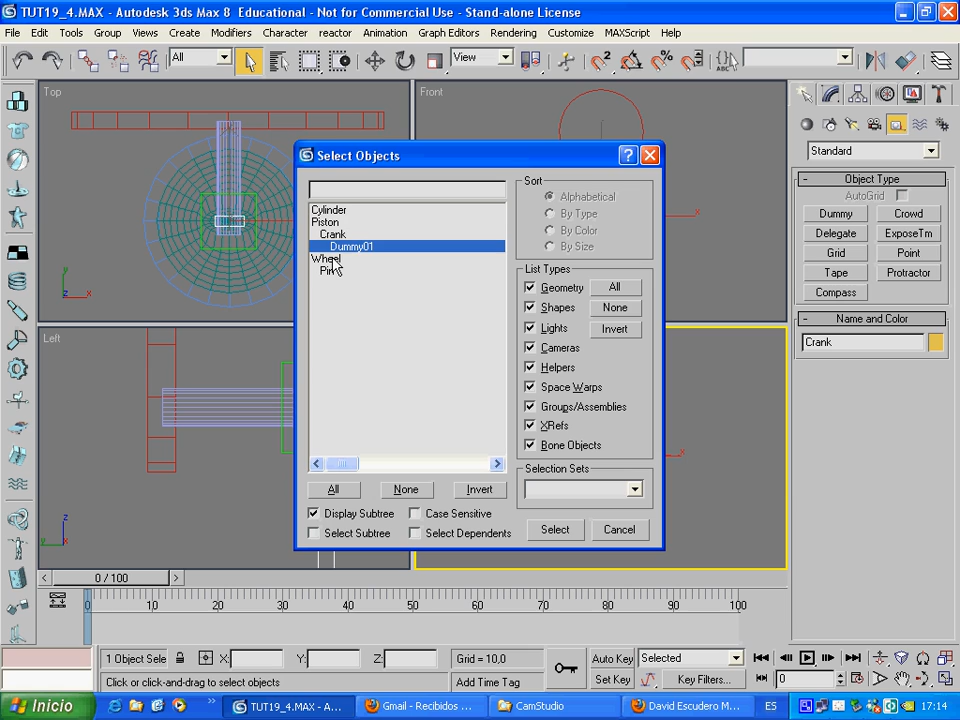 TUT19_4.MAX - Autodesk 3ds Max 8 Educational - Not for Commercial Use - Stand-alone License
File Edit Tools Group Views Create Modifiers Character reactor Animation Graph Editors Rendering Customize MAXScript Help
All View
Top Front
Select Objects
Sort
Alphabetical
By Type
By Color
By Size
Cylinder
Piston
Crank
Dummy01
Wheel
List Types
Geometry All
Shapes None
Lights Invert
Cameras
Helpers
Space Warps
Groups/Assemblies
XRefs
Bone Objects
Selection Sets
All None Invert
Display Subtree Case Sensitive
Select Subtree Select Dependents
Select Cancel
Standard
- Object Type
AutoGrid
Dummy Crowd
Delegate ExposeTm
Grid Point
Tape Protractor
Compass
- Name and Color
Crank
Left
z
y x
0 / 100
0 10 20 30 40 50 60 70 80 90 100
1 Object Sele X: Y: Z: Grid = 10,0 Auto Key Selected
Click or click-and-drag to select objects Add Time Tag Set Key Key Filters... 0
Inicio TUT19_4.MAX - A... Gmail - Recibidos ... CamStudio David Escudero M... ES 17:14